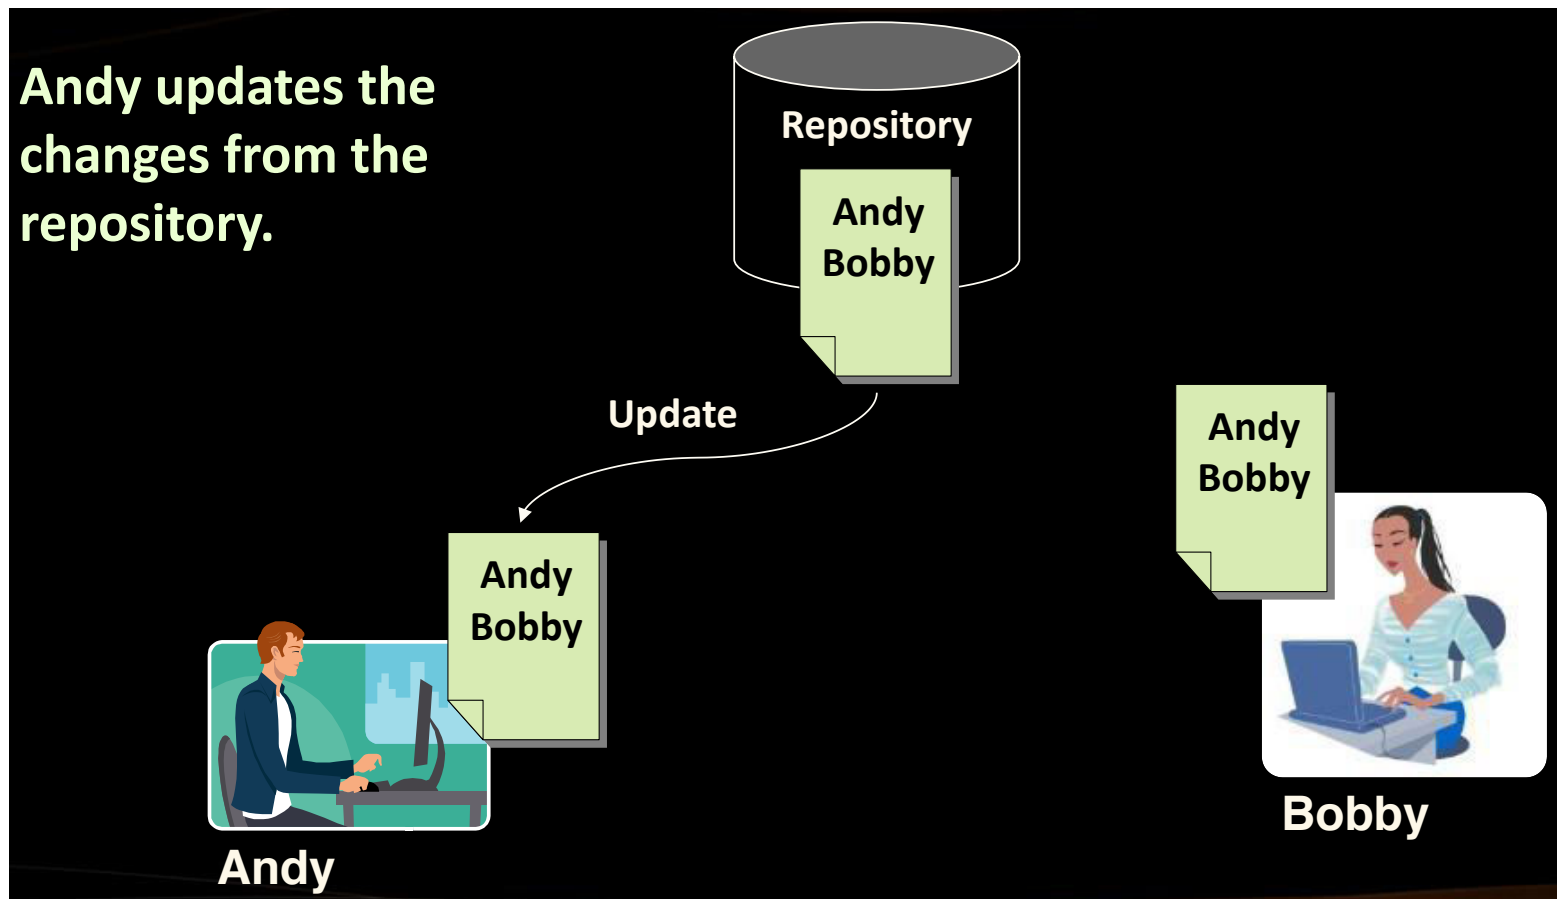 Andy updates the
changes from the
repository.
Repository
Andy
Bobby
Update
Andy
Bobby
Andy
Bobby
Andy
Bobby